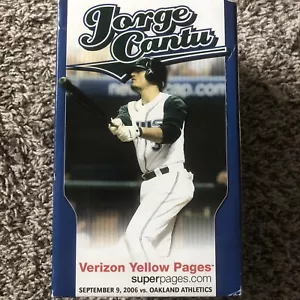 Jorge
Cantu
Verizon Yellow Pages
superpages.com
SEPTEMBER 9, 2006 vs. OAKLAND ATHLETICS